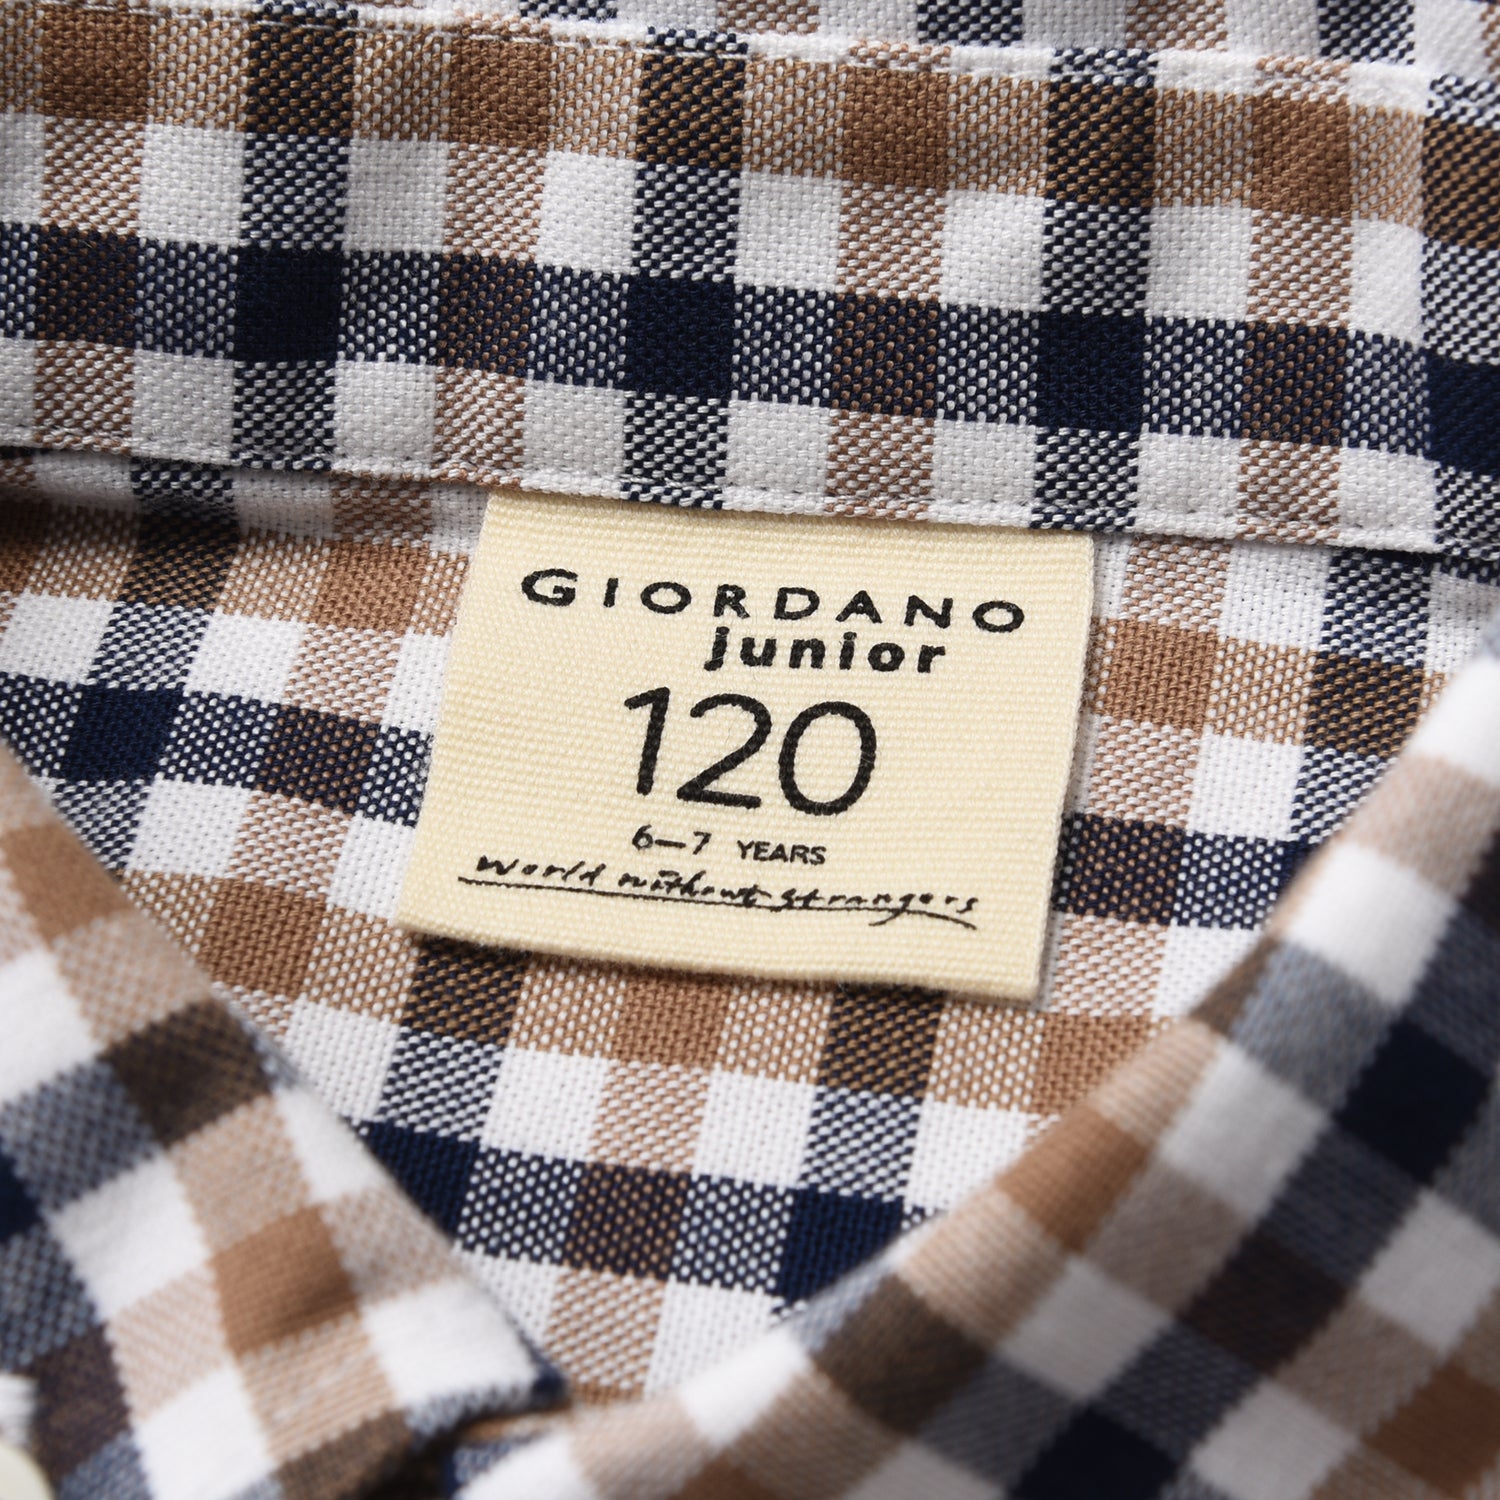 GIORDANO
junior
120
6—7 YEARS
World without strangers